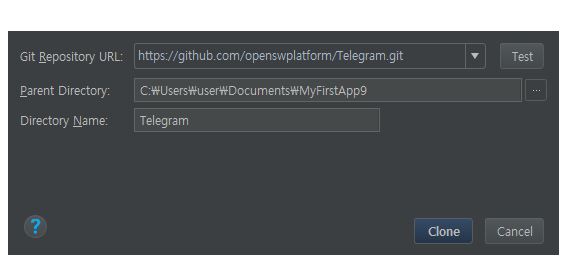 Git Repository URL: https://github.com/openswplatform/Telegram.git Test
Parent Directory: C:₩Users₩user₩Documents₩MyFirstApp9 ...
Directory Name: Telegram
? Clone Cancel